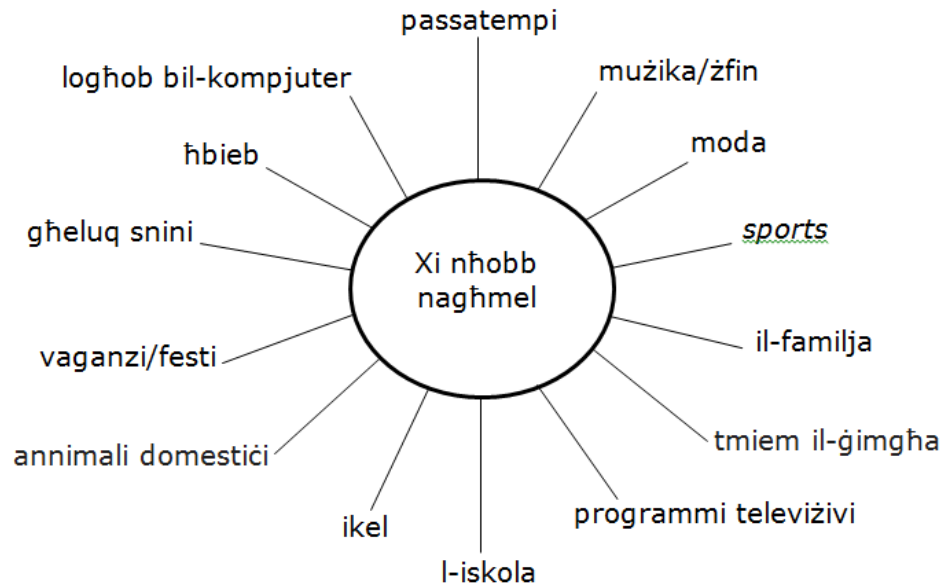 passatempi
mużika/żfin
logħob bil-kompjuter
moda
ħbieb
sports
għeluq snini
Xi nħobb
nagħmel
il-familja
vaganzi/festi
tmiem il-ġimgħa
annimali domestiċi
programmi televiżivi
ikel
l-iskola